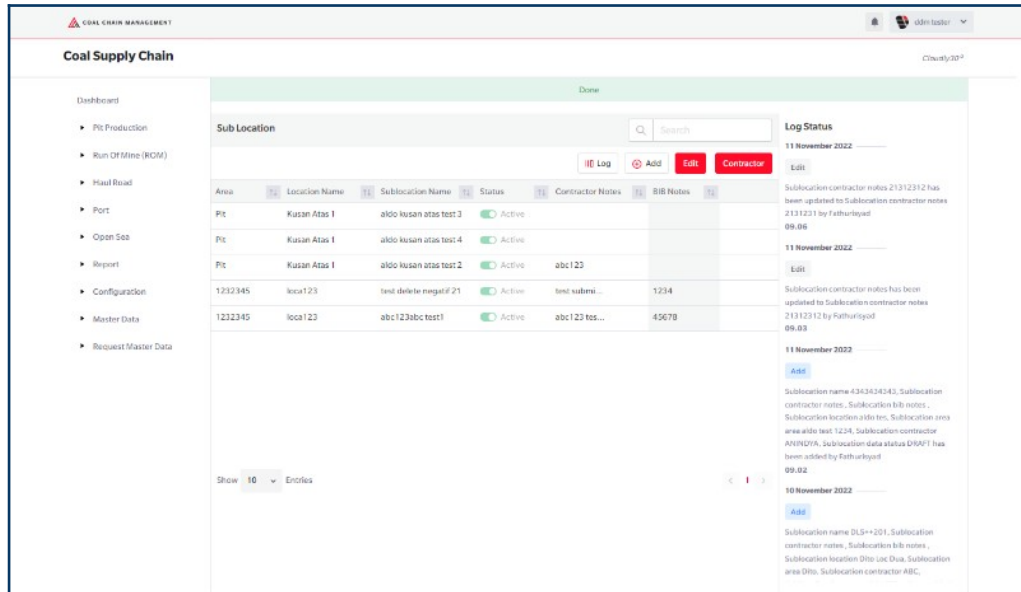 COAL CHAIN MANAGEMENT
ddm tester
Coal Supply Chain
Dashboard
Pit Production
Run Of Mine (ROM)
Haul Road
Port
Open Sea
Report
Configuration
Master Data
Request Master Data
Done
Sub Location
Search
Log Add Edit Contractor
Area Location Name Sublocation Name Status Contractor Notes BIB Notes
Pit Kusan Atas 1 aldo kusan atas test 3 Active
Pit Kusan Atas 1 aldo kusan atas test 4 Active
Pit Kusan Atas 1 aldo kusan atas test 2 Active abc123
1232345 loca123 test delete negatif 21 Active test submi... 1234
1232345 loca123 abc123abc test1 Active abc123 tes... 45678
Show 10 Entries
1
Log Status
11 November 2022
Edit
Sublocation contractor notes 21312312 has
been updated to Sublocation contractor notes
2131231 by Fathurisyad
09.06
11 November 2022
Edit
Sublocation contractor notes has been
updated to Sublocation contractor notes
21312312 by Fathurisyad
09.03
11 November 2022
Add
Sublocation name 4343434343, Sublocation
contractor notes , Sublocation bib notes ,
Sublocation location aldo tes, Sublocation area
area aldo test 1234, Sublocation contractor
ANINDYA, Sublocation data status DRAFT has
been added by Fathurisyad
09.02
10 November 2022
Add
Sublocation name DLS++201, Sublocation
contractor notes , Sublocation bib notes ,
Sublocation location Dito Loc Dua, Sublocation
area Dito, Sublocation contractor ABC,